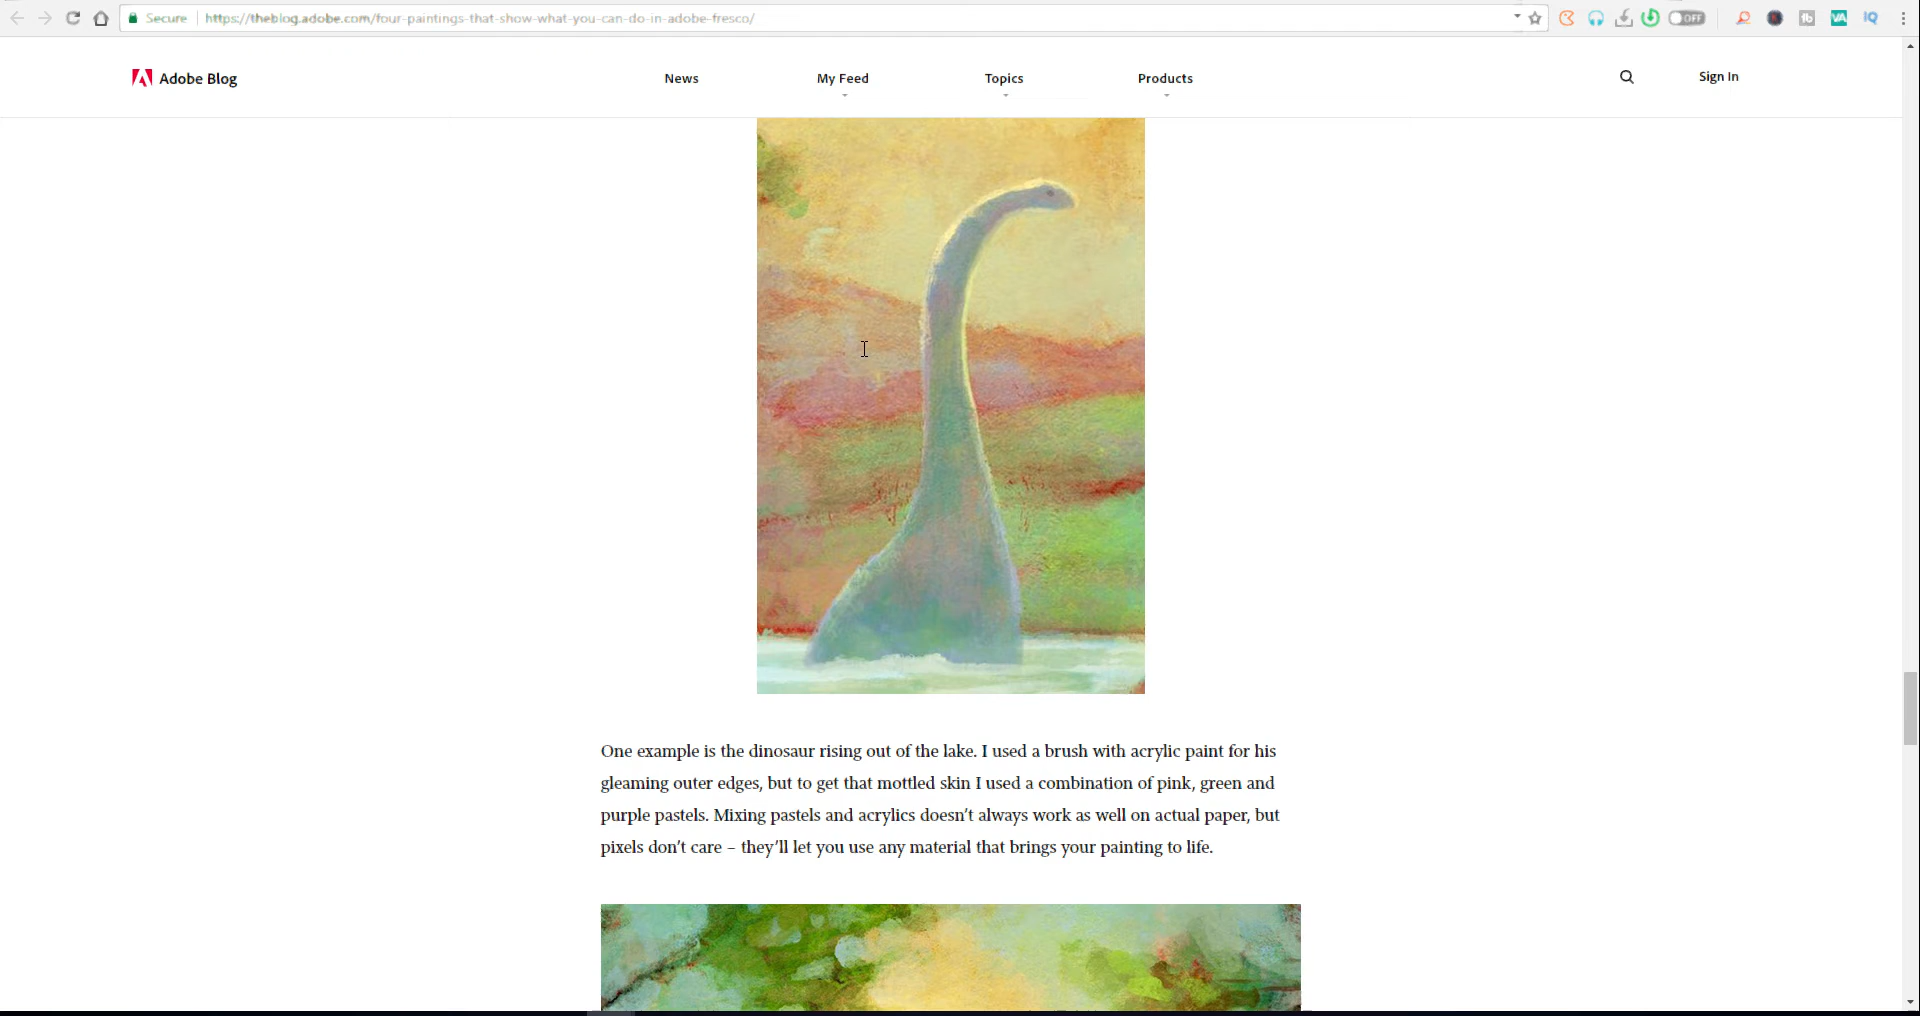 Secure https://theblog.adobe.com/four-paintings-that-show-what-you-can-do-in-adobe-fresco/
OFF
tb
VA
IQ
Adobe Blog
News
My Feed
Topics
Products
Sign In
One example is the dinosaur rising out of the lake. I used a brush with acrylic paint for his
gleaming outer edges, but to get that mottled skin I used a combination of pink, green and
purple pastels. Mixing pastels and acrylics doesn’t always work as well on actual paper, but
pixels don’t care – they’ll let you use any material that brings your painting to life.